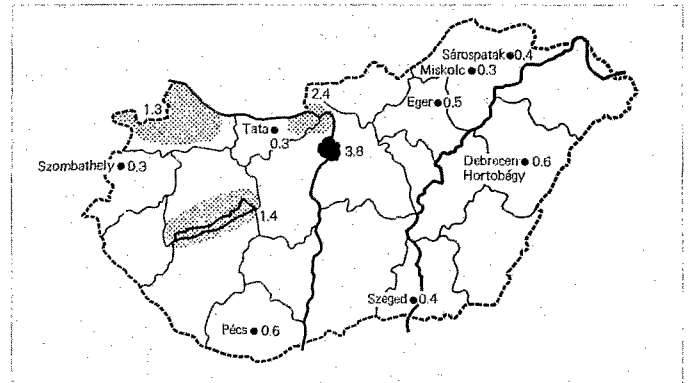 Sárospatak 0.4
Miskolc 0.3
2.4
1.3
Eger 0.5
Tata
0.3
3.8
Szombathely 0.3
Debrecen 0.6
Hortobágy
1.4
Szeged 0.4
Pécs 0.6